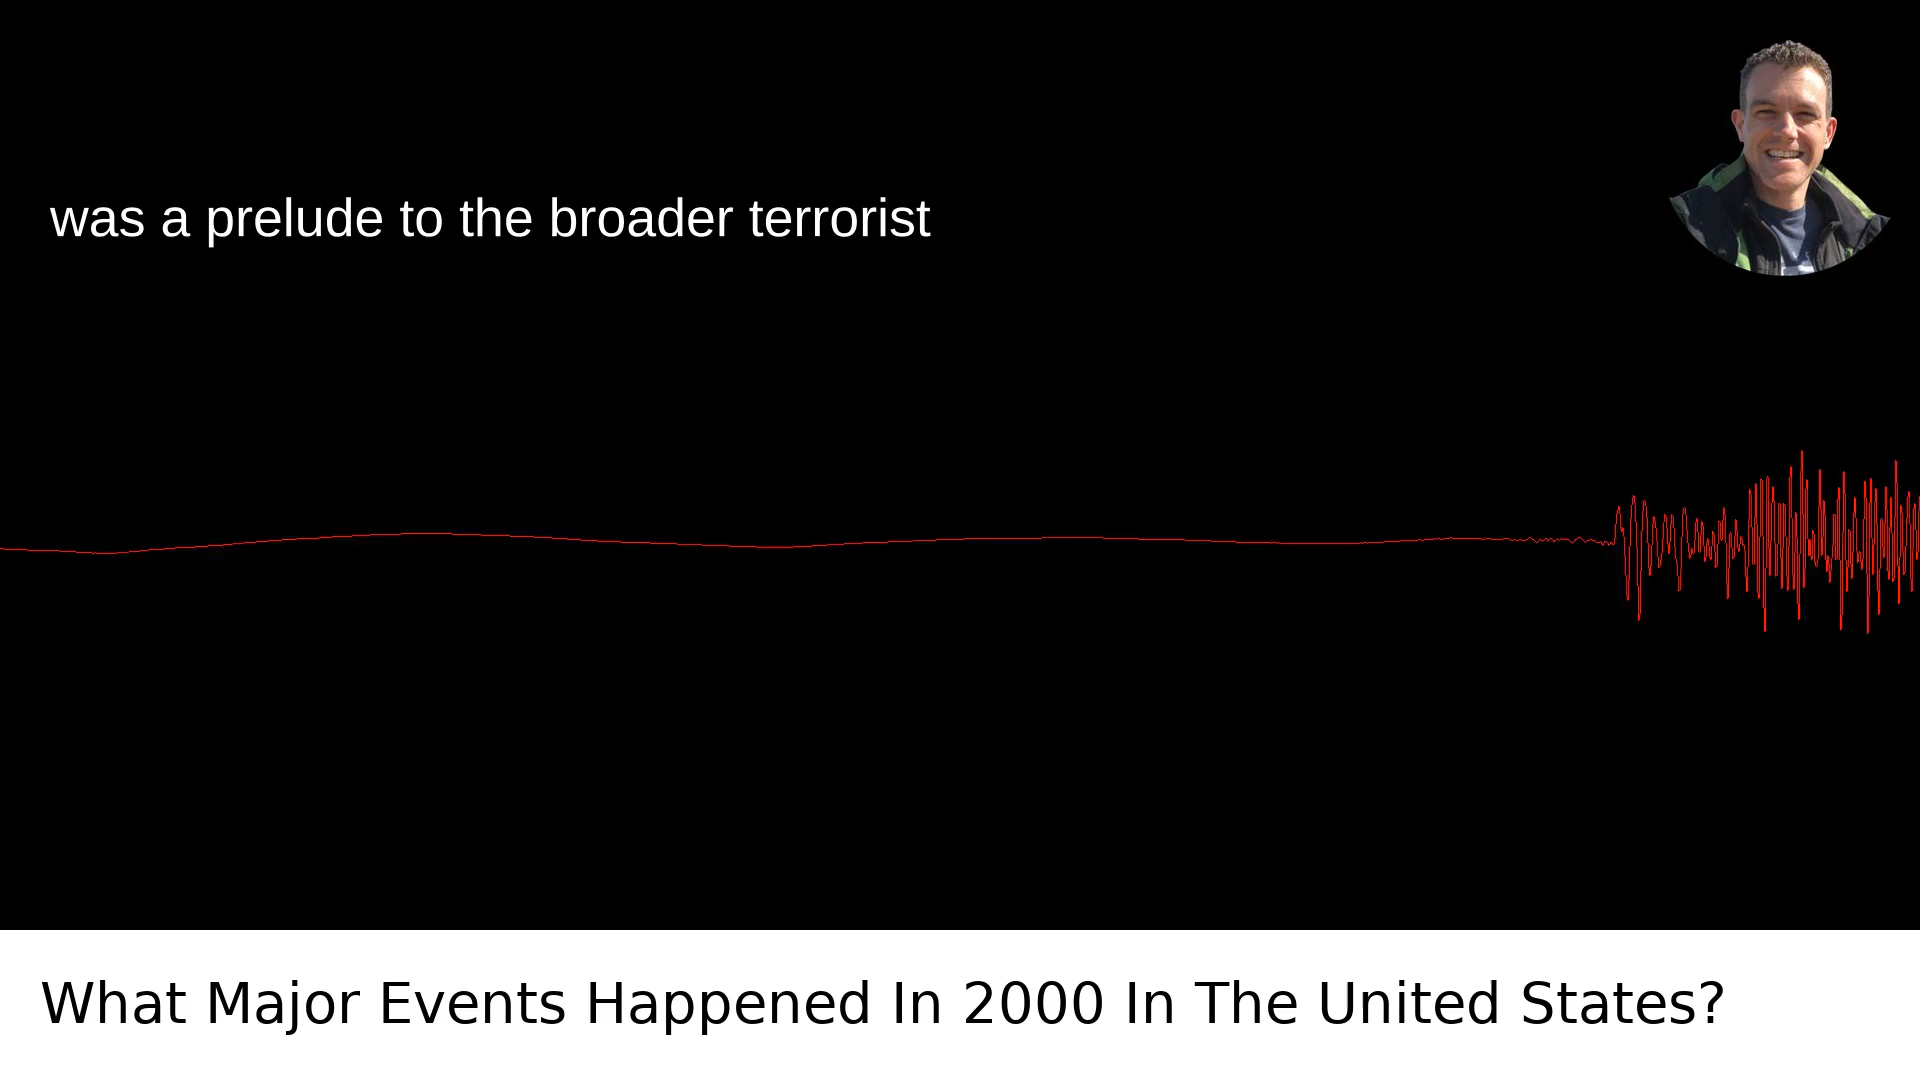 was a prelude to the broader terrorist
What Major Events Happened In 2000 In The United States?